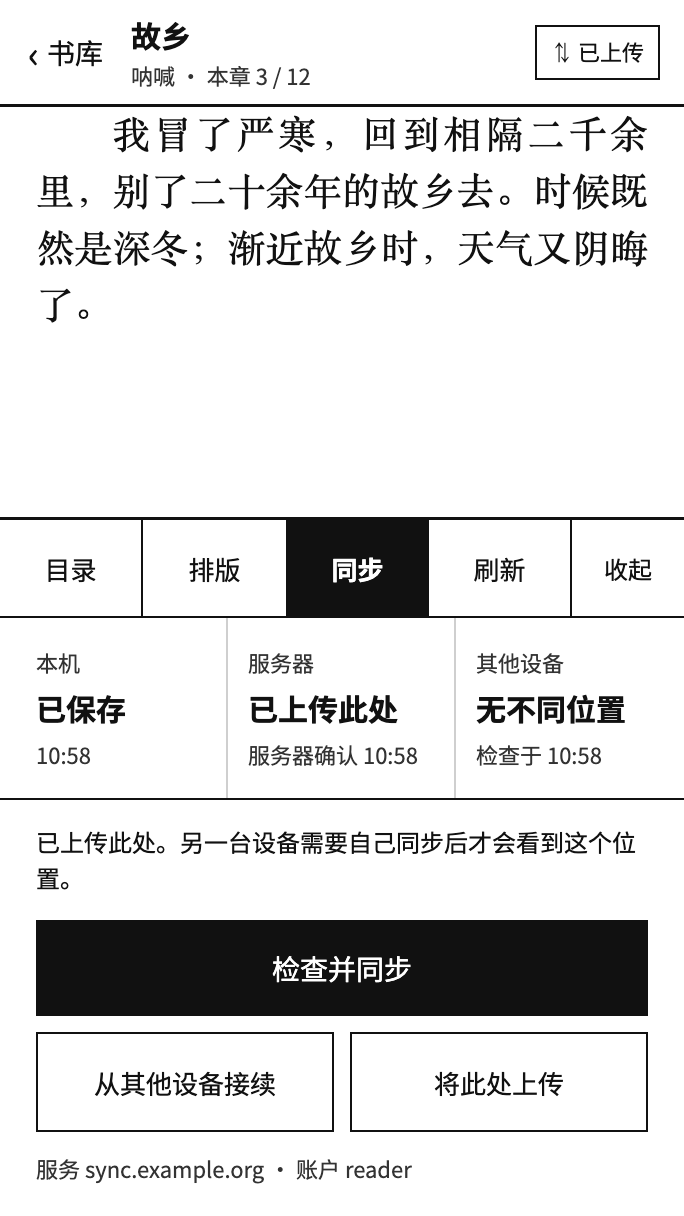 ‹ 书库
故乡
呐喊 · 本章 3 / 12
⇅ 已上传
我冒了严寒，回到相隔二千余
里，别了二十余年的故乡去。时候既
然是深冬；渐近故乡时，天气又阴晦
了。
目录 排版 同步 刷新 收起
本机
已保存
10:58
服务器
已上传此处
服务器确认 10:58
其他设备
无不同位置
检查于 10:58
已上传此处。另一台设备需要自己同步后才会看到这个位
置。
检查并同步
从其他设备接续
将此处上传
服务 sync.example.org · 账户 reader